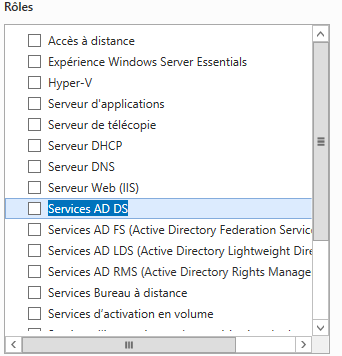 Rôles
Accès à distance
Expérience Windows Server Essentials
Hyper-V
Serveur d'applications
Serveur de télécopie
Serveur DHCP
Serveur DNS
Serveur Web (IIS)
Services AD DS
Services AD FS (Active Directory Federation Servic
Services AD LDS (Active Directory Lightweight Dire
Services AD RMS (Active Directory Rights Manage
Services Bureau à distance
Services d’activation en volume